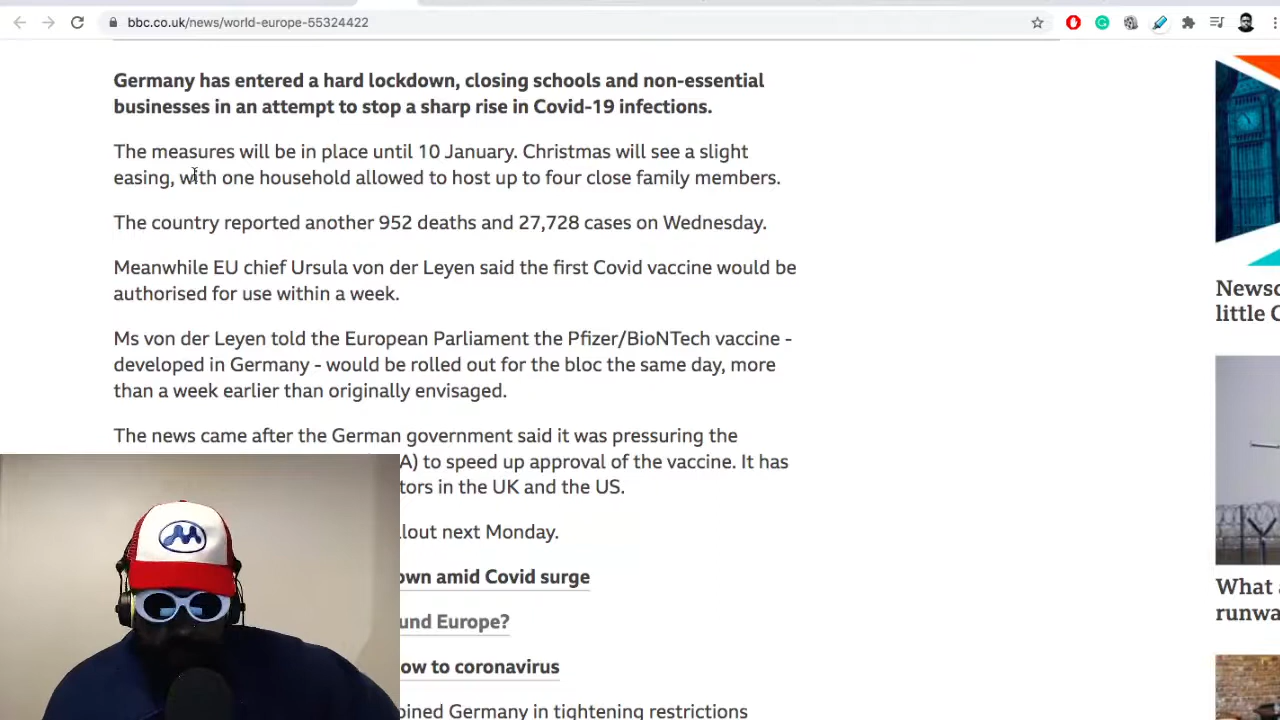 bbc.co.uk/news/world-europe-55324422
Germany has entered a hard lockdown, closing schools and non-essential
businesses in an attempt to stop a sharp rise in Covid-19 infections.
The measures will be in place until 10 January. Christmas will see a slight
easing, with one household allowed to host up to four close family members.
The country reported another 952 deaths and 27,728 cases on Wednesday.
Meanwhile EU chief Ursula von der Leyen said the first Covid vaccine would be
authorised for use within a week.
Ms von der Leyen told the European Parliament the Pfizer/BioNTech vaccine -
developed in Germany - would be rolled out for the bloc the same day, more
than a week earlier than originally envisaged.
The news came after the German government said it was pressuring the
A) to speed up approval of the vaccine. It has
tors in the UK and the US.
llout next Monday.
own amid Covid surge
und Europe?
ow to coronavirus
oined Germany in tightening restrictions
Newsc
little C
What a
runwa
M